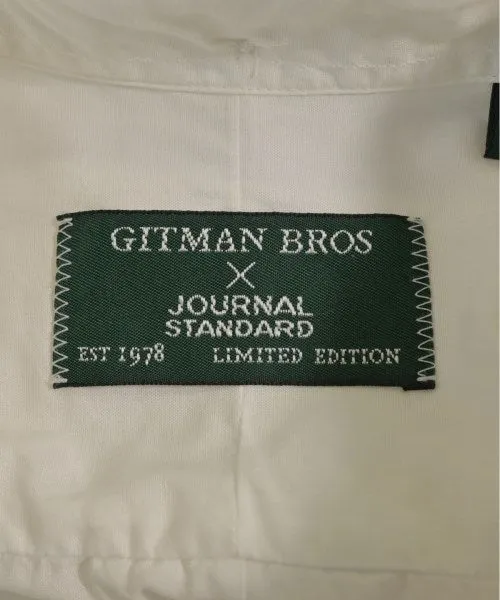 GITMAN BROS
X
JOURNAL
STANDARD
EST 1978 LIMITED EDITION